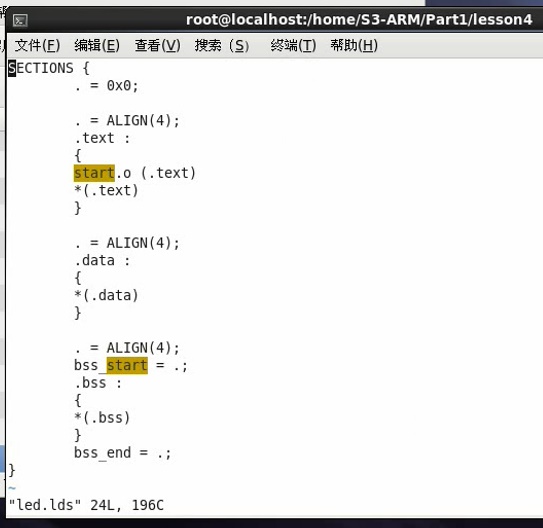 root@localhost:/home/S3-ARM/Part1/lesson4
文件(F) 编辑(E) 查看(V) 搜索 (S) 终端(T) 帮助(H)
SECTIONS {
. = 0x0;
. = ALIGN(4);
.text :
{
start.o (.text)
*(.text)
}
. = ALIGN(4);
.data :
{
*(.data)
}
. = ALIGN(4);
bss_start = .;
.bss :
{
*(.bss)
}
bss_end = .;
}
~
"led.lds" 24L, 196C